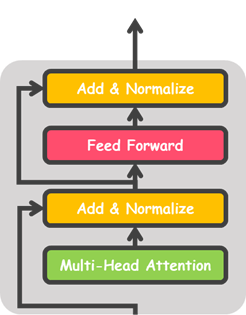 Add & Normalize
Feed Forward
Add & Normalize
Multi-Head Attention